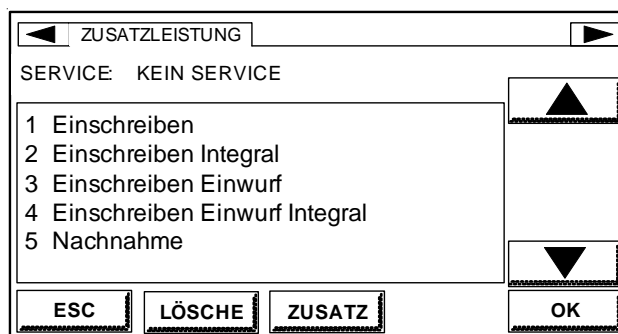 ZUSATZLEISTUNG
SERVICE: KEIN SERVICE
1 Einschreiben
2 Einschreiben Integral
3 Einschreiben Einwurf
4 Einschreiben Einwurf Integral
5 Nachnahme
ESC LÖSCHE ZUSATZ OK